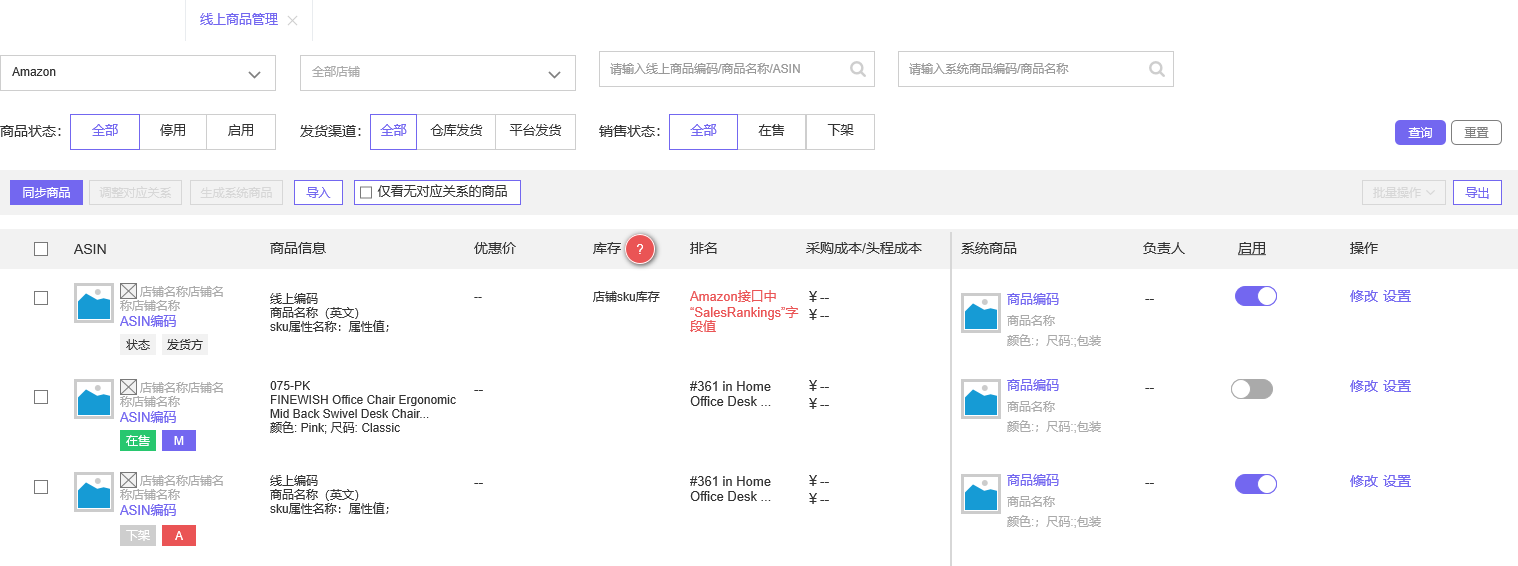 线上商品管理
Amazon
全部店铺
请输入线上商品编码/商品名称/ASIN
请输入系统商品编码/商品名称
商品状态： 全部 停用 启用
发货渠道： 全部 仓库发货 平台发货
销售状态： 全部 在售 下架
查询 重置
同步商品 调整对应关系 生成系统商品 导入 仅看无对应关系的商品 批量操作 导出
ASIN 商品信息 优惠价 库存 ? 排名 采购成本/头程成本 系统商品 负责人 启用 操作
店铺名称店铺名
称店铺名称
ASIN编码
状态 发货方
线上编码
商品名称（英文）
sku属性名称：属性值；
--
店铺sku库存
Amazon接口中
“SalesRankings”字
段值
￥--
￥--
商品编码
商品名称
颜色:；尺码:;包装
--
修改 设置
店铺名称店铺名
称店铺名称
ASIN编码
在售 M
075-PK
FINEWISH Office Chair Ergonomic
Mid Back Swivel Desk Chair...
颜色: Pink; 尺码: Classic
--
#361 in Home
Office Desk ...
￥--
￥--
商品编码
商品名称
颜色:；尺码:;包装
--
修改 设置
店铺名称店铺名
称店铺名称
ASIN编码
下架 A
线上编码
商品名称（英文）
sku属性名称：属性值；
--
#361 in Home
Office Desk ...
￥--
￥--
商品编码
商品名称
颜色:；尺码:;包装
--
修改 设置